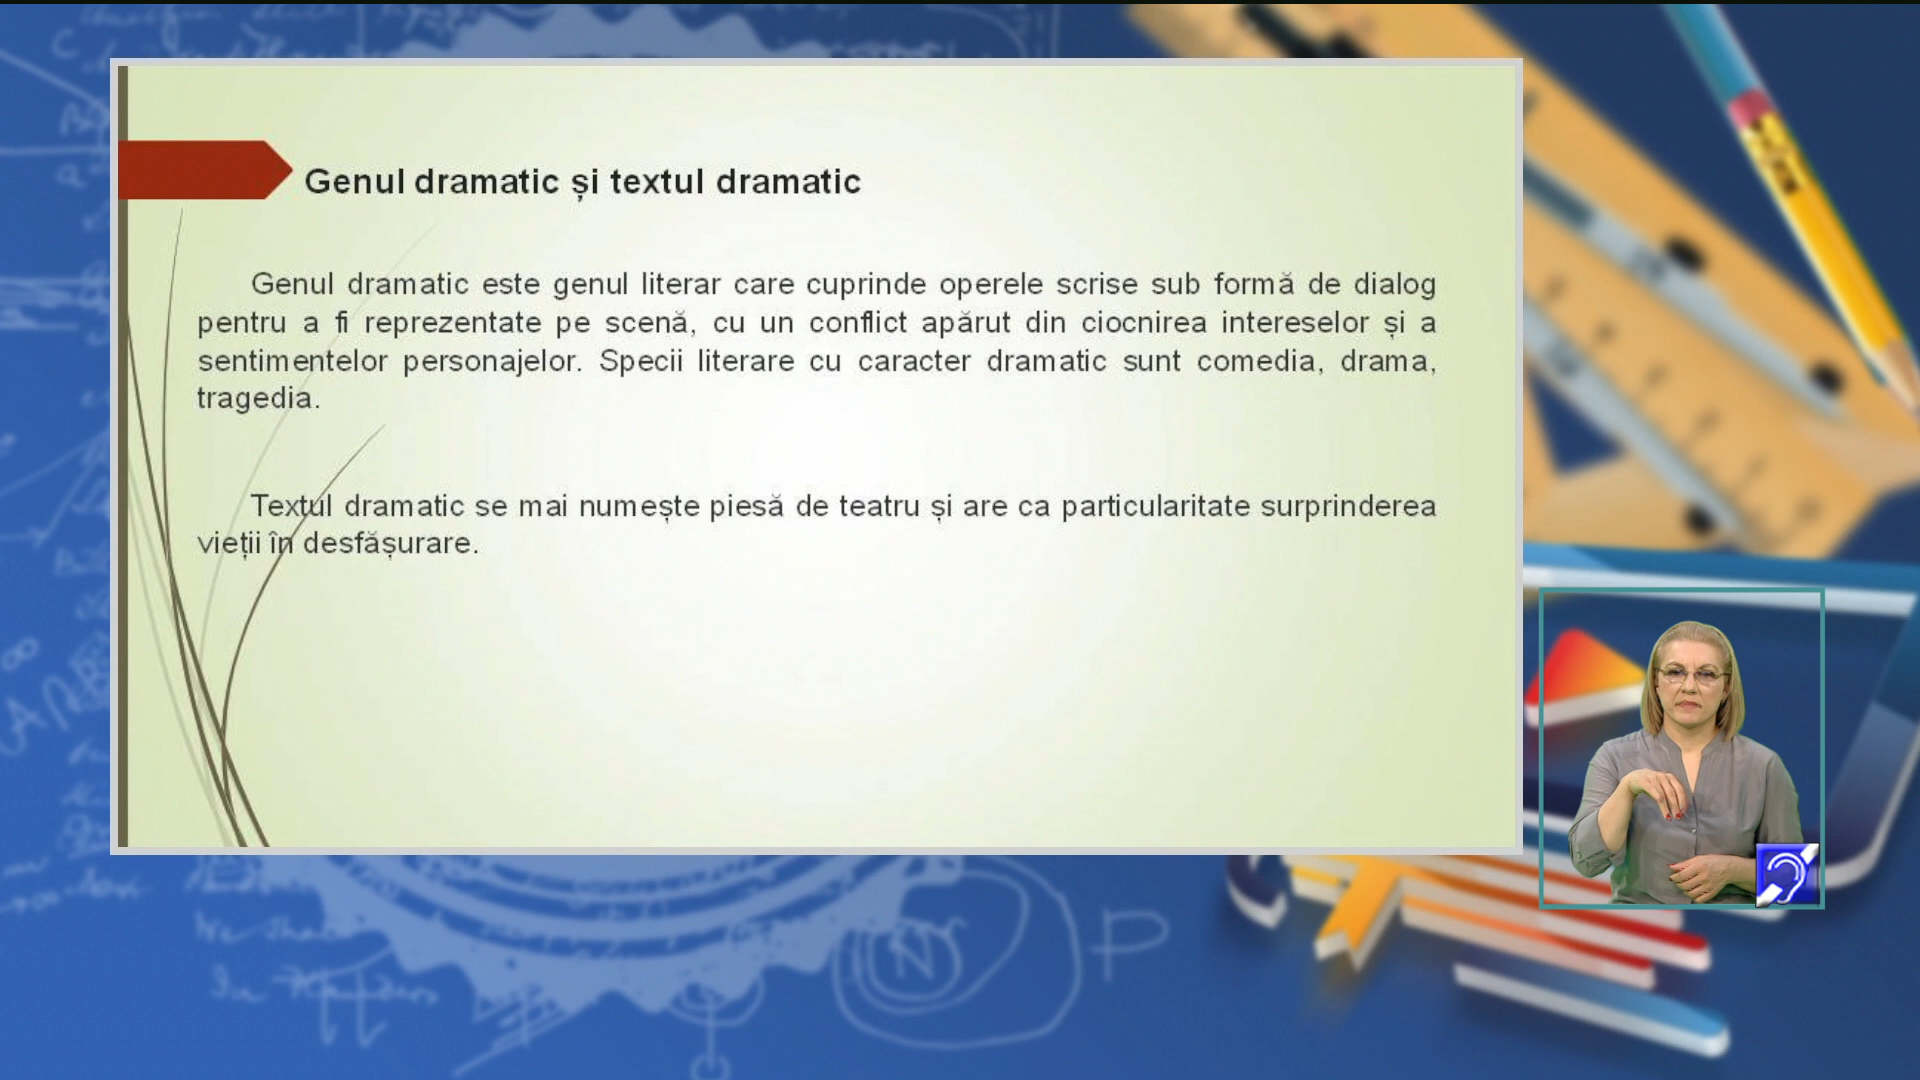 Genul dramatic și textul dramatic
Genul dramatic este genul literar care cuprinde operele scrise sub formă de dialog
pentru a fi reprezentate pe scenă, cu un conflict apărut din ciocnirea intereselor și a
sentimentelor personajelor. Specii literare cu caracter dramatic sunt comedia, drama,
tragedia.
Textul dramatic se mai numește piesă de teatru și are ca particularitate surprinderea
vieții în desfășurare.
N
P